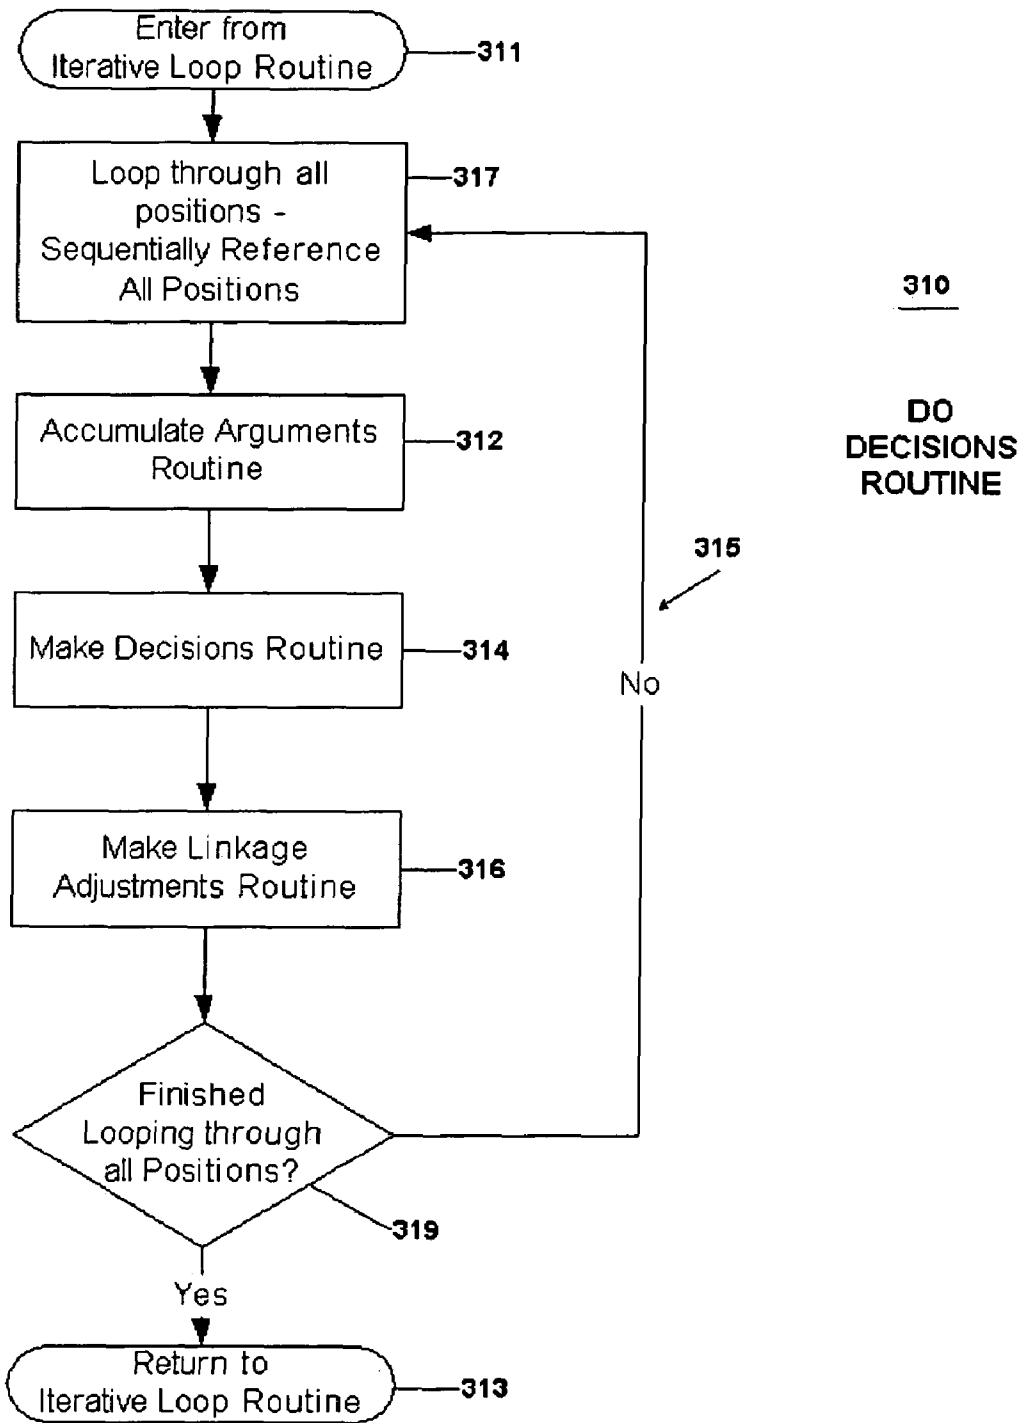 Enter from
Iterative Loop Routine
311
Loop through all
positions -
Sequentially Reference
All Positions
317
310
DO
DECISIONS
ROUTINE
Accumulate Arguments
Routine
312
315
Make Decisions Routine
314
No
Make Linkage
Adjustments Routine
316
Finished
Looping through
all Positions?
319
Yes
Return to
Iterative Loop Routine
313